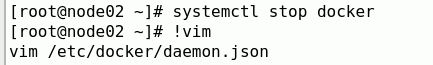 [root@node02 ~]# systemctl stop docker
[root@node02 ~]# !vim
vim /etc/docker/daemon.json